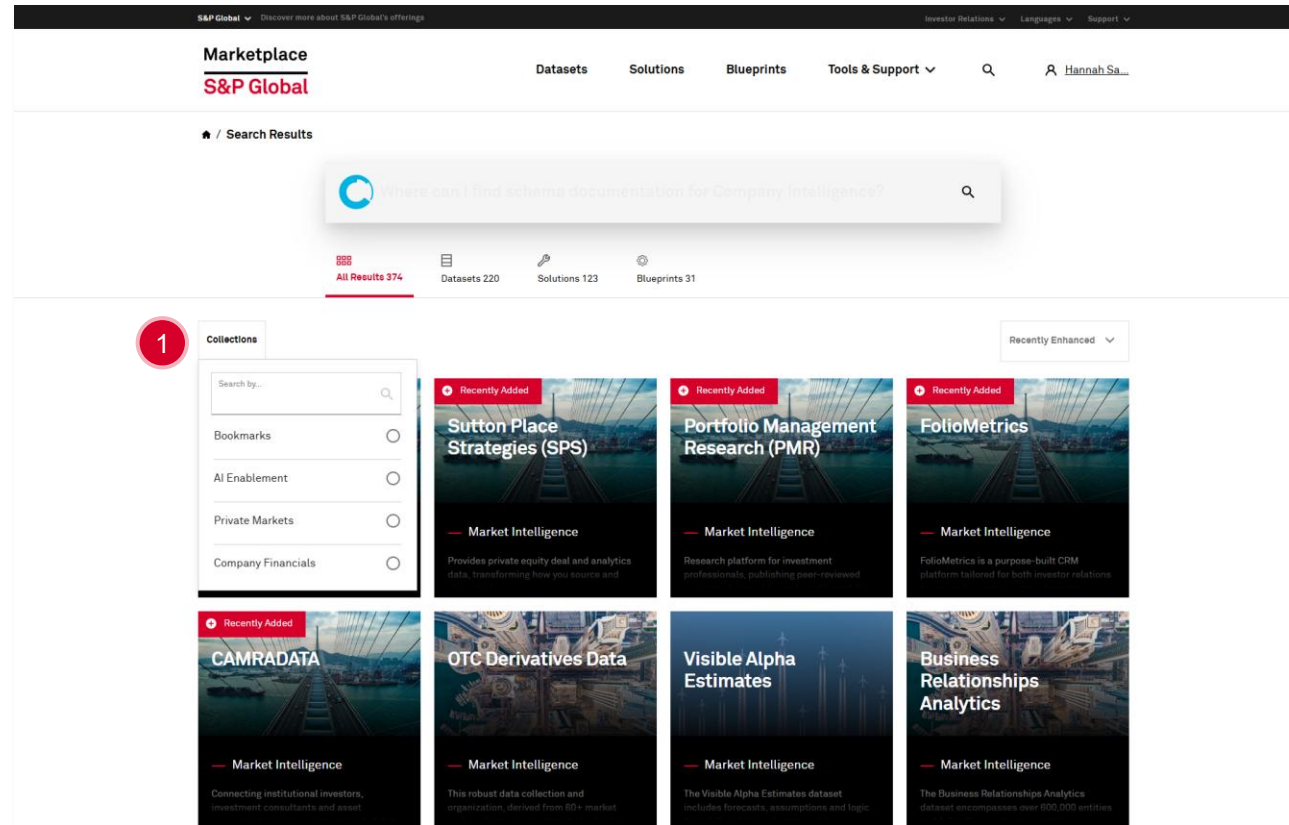 S&P Global Discover more about S&P Global's offerings Investor Relations Languages Support
Marketplace
S&P Global
Datasets Solutions Blueprints Tools & Support Hannah Sa...
/ Search Results
Where can I find schema documentation for Company Intelligence?
All Results 374 Datasets 220 Solutions 123 Blueprints 31
1
Collections
Recently Enhanced
Search by...
Bookmarks
AI Enablement
Private Markets
Company Financials
Recently Added
Sutton Place
Strategies (SPS)
Market Intelligence
Provides private equity deal and analytics
data, transforming how you source and
Recently Added
Portfolio Management
Research (PMR)
Market Intelligence
Research platform for investment
professionals, publishing peer-reviewed
Recently Added
FolioMetrics
Market Intelligence
FolioMetrics is a purpose-built CRM
platform tailored for both investor relations
Recently Added
CAMRADATA
Market Intelligence
Connecting institutional investors,
investment consultants and asset
OTC Derivatives Data
Market Intelligence
This robust data collection and
organization, derived from 80+ market
Visible Alpha
Estimates
Market Intelligence
The Visible Alpha Estimates dataset
includes forecasts, assumptions and logic
Business
Relationships
Analytics
Market Intelligence
The Business Relationships Analytics
dataset encompasses over 600,000 entities